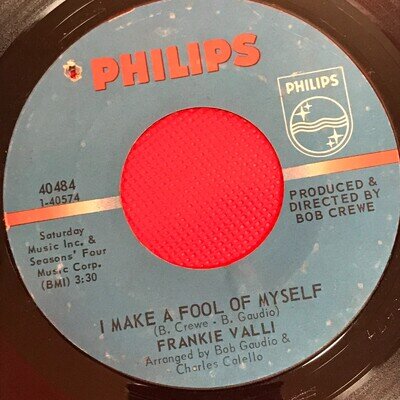 PHILIPS
PHILIPS
40484
1-40574
PRODUCED &
DIRECTED BY
BOB CREWE
Saturday
Music Inc. &
Seasons' Four
Music Corp.
(BMI) 3:30
I MAKE A FOOL OF MYSELF
(B. Crewe - B. Gaudio)
FRANKIE VALLI
Arranged by Bob Gaudio &
Charles Calello